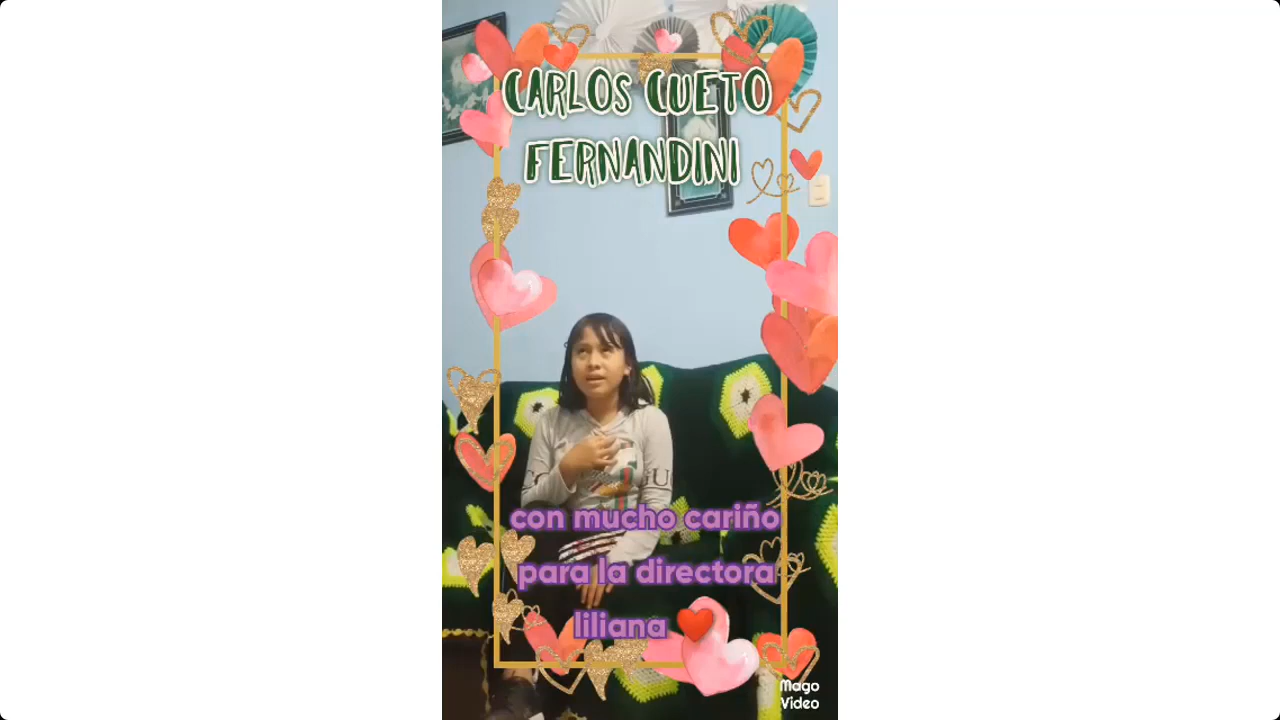 CARLOS CUETO
FERNANDINI
con mucho cariño
para la directora
liliana
Mago
Video